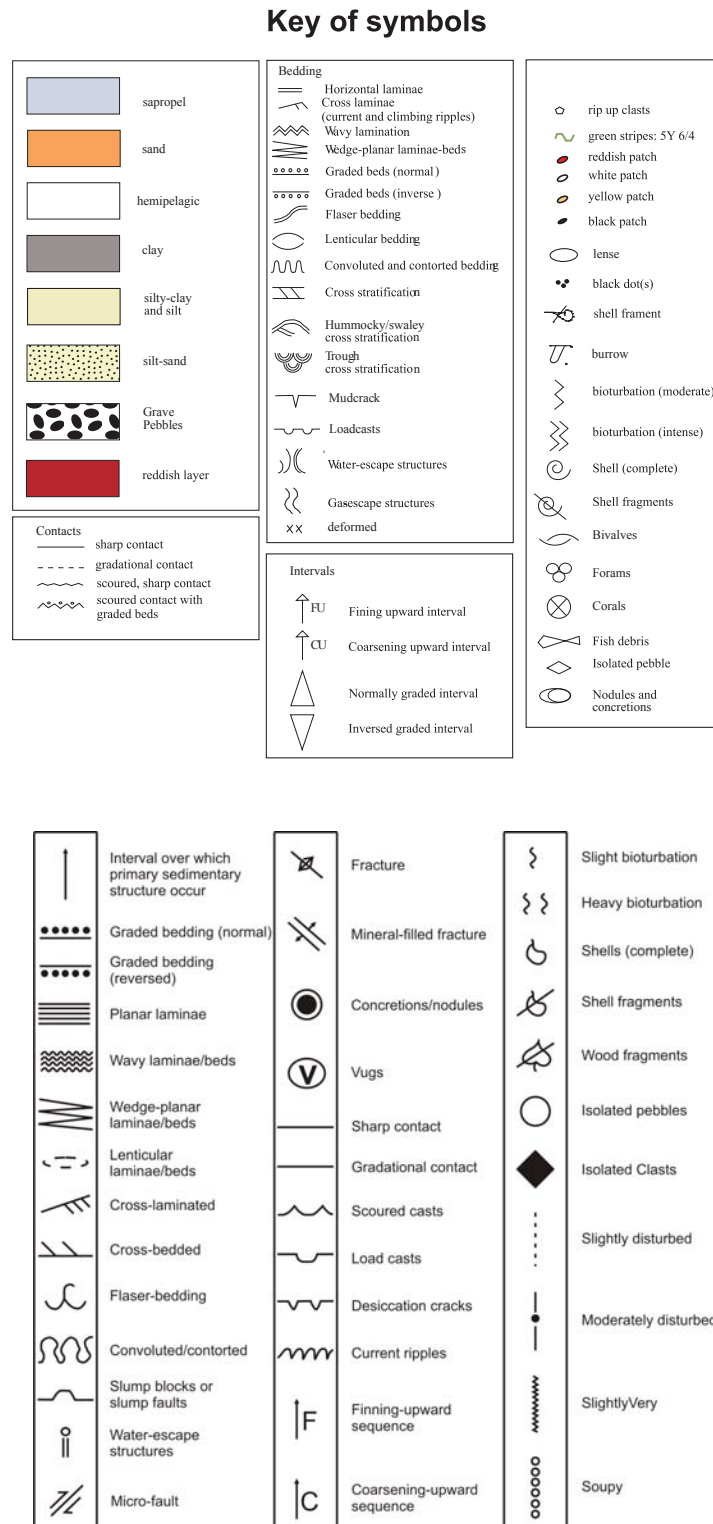 Key of symbols
sapropel
sand
hemipelagic
clay
silty-clay
and silt
silt-sand
Grave
Pebbles
reddish layer
Contacts
sharp contact
gradational contact
scoured, sharp contact
scoured contact with
graded beds
Bedding
Horizontal laminae
Cross laminae
(current and climbing ripples)
Wavy lamination
Wedge-planar laminae-beds
Graded beds (normal)
Graded beds (inverse )
Flaser bedding
Lenticular bedding
Convoluted and contorted bedding
Cross stratification
Hummocky/swaley
cross stratification
Trough
cross stratification
Mudcrack
Loadcasts
Water-escape structures
Gasescape structures
xx deformed
Intervals
FU Fining upward interval
CU Coarsening upward interval
Normally graded interval
Inversed graded interval
rip up clasts
green stripes: 5Y 6/4
reddish patch
white patch
yellow patch
black patch
lense
black dot(s)
shell frament
burrow
bioturbation (moderate)
bioturbation (intense)
Shell (complete)
Shell fragments
Bivalves
Forams
Corals
Fish debris
Isolated pebble
Nodules and
concretions
Interval over which
primary sedimentary
structure occur
Graded bedding (normal)
Graded bedding
(reversed)
Planar laminae
Wavy laminae/beds
Wedge-planar
laminae/beds
Lenticular
laminae/beds
Cross-laminated
Cross-bedded
Flaser-bedding
Convoluted/contorted
Slump blocks or
slump faults
Water-escape
structures
Micro-fault
Fracture
Mineral-filled fracture
Concretions/nodules
V Vugs
Sharp contact
Gradational contact
Scoured casts
Load casts
Desiccation cracks
Current ripples
F Finning-upward
sequence
C Coarsening-upward
sequence
Slight bioturbation
Heavy bioturbation
Shells (complete)
Shell fragments
Wood fragments
Isolated pebbles
Isolated Clasts
Slightly disturbed
Moderately disturbed
SlightlyVery
Soupy